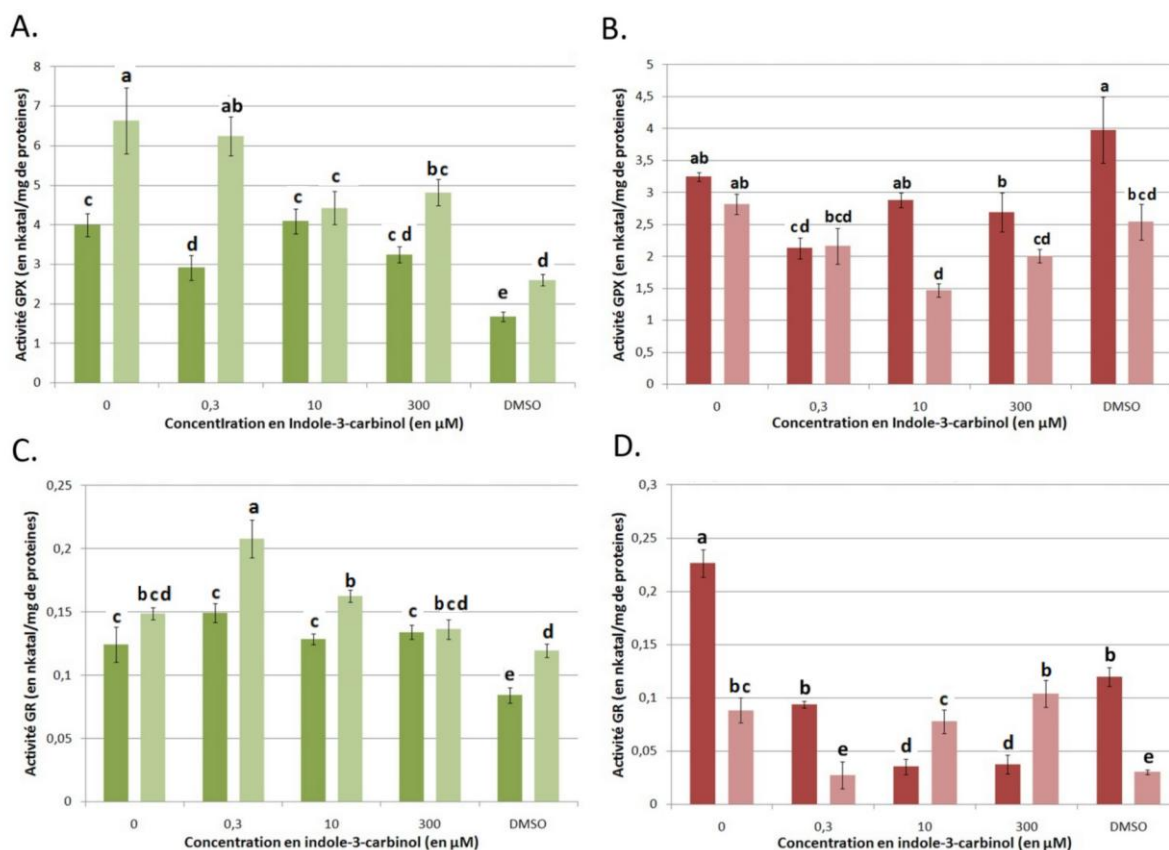 A.
Activité GPX (en nkatal/mg de proteines)
8
7
6
5
4
3
2
1
0
c
a
d
ab
c
c
c d
b c
e
d
0
0,3
10
300
DMSO
Concentlration en Indole-3-carbinol (en µM)
B.
Activité GPX (en nkatal/mg de proteines)
5
4,5
4
3,5
3
2,5
2
1,5
1
0,5
0
ab
ab
cd
bcd
ab
d
b
cd
a
bcd
0
0,3
10
300
DMSO
Concentration en Indole-3-carbinol (en µM)
C.
Activité GR (en nkatal/mg de proteines)
0,25
0,2
0,15
0,1
0,05
0
c
b c d
c
a
c
b
c
b c d
e
d
0
0,3
10
300
DMSO
Concentration en indole-3-carbinol (en µM)
D.
Activité GR (en nkatal/mg de proteines)
0,3
0,25
0,2
0,15
0,1
0,05
0
a
b c
b
e
d
c
d
b
b
e
0
0,3
10
300
DMSO
Concentration en indole-3-carbinol (en µM)